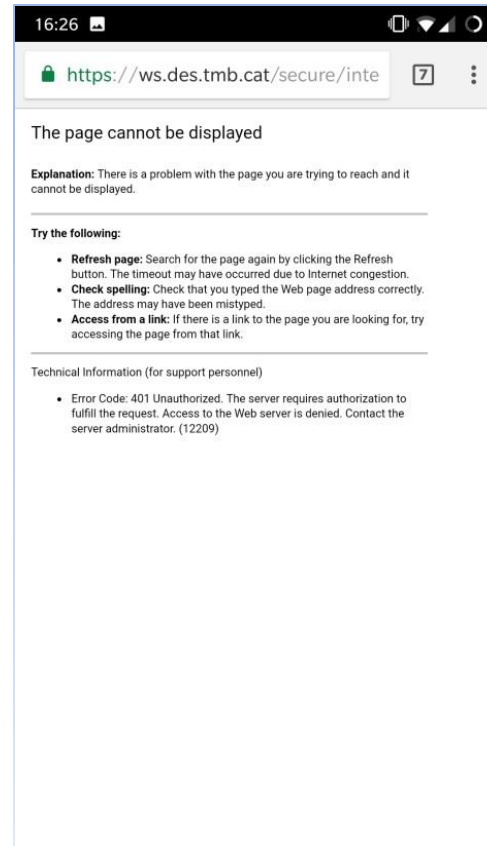 16:26
https://ws.des.tmb.cat/secure/inte
7
The page cannot be displayed
Explanation: There is a problem with the page you are trying to reach and it
cannot be displayed.
Try the following:
• Refresh page: Search for the page again by clicking the Refresh
button. The timeout may have occurred due to Internet congestion.
• Check spelling: Check that you typed the Web page address correctly.
The address may have been mistyped.
• Access from a link: If there is a link to the page you are looking for, try
accessing the page from that link.
Technical Information (for support personnel)
• Error Code: 401 Unauthorized. The server requires authorization to
fulfill the request. Access to the Web server is denied. Contact the
server administrator. (12209)